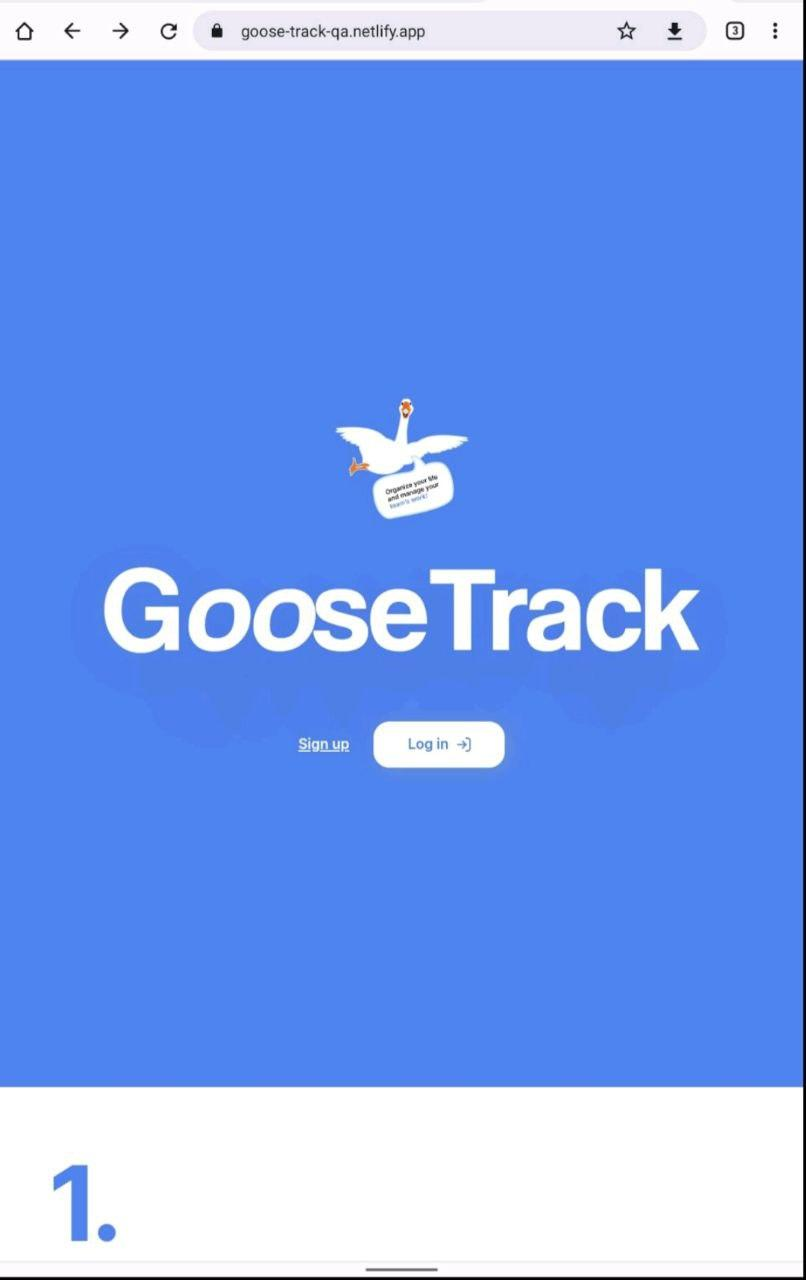 goose-track-qa.netlify.app
3
Organize your life
and manage your
team's work!
GooseTrack
Sign up
Log in
1.